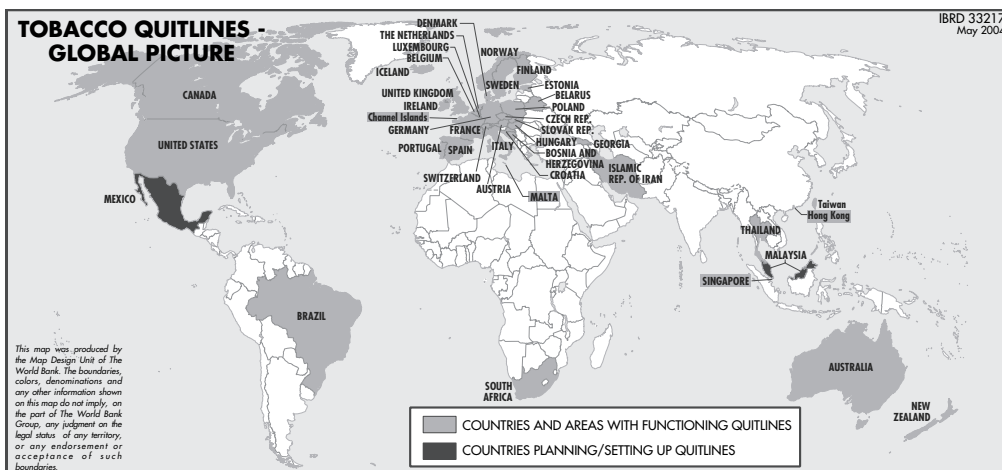 TOBACCO QUITLINES -
GLOBAL PICTURE
IBRD 33217
May 2004
DENMARK
THE NETHERLANDS
LUXEMBOURG
BELGIUM
NORWAY
ICELAND
FINLAND
SWEDEN
ESTONIA
BELARUS
POLAND
CZECH REP.
SLOVAK REP.
HUNGARY
BOSNIA AND
HERZEGOVINA
CROATIA
UNITED KINGDOM
IRELAND
Channel Islands
GERMANY
FRANCE
PORTUGAL
SPAIN
ITALY
SWITZERLAND
AUSTRIA
MALTA
GEORGIA
ISLAMIC
REP. OF IRAN
CANADA
UNITED STATES
MEXICO
BRAZIL
Taiwan
Hong Kong
THAILAND
MALAYSIA
SINGAPORE
AUSTRALIA
NEW
ZEALAND
SOUTH
AFRICA
This map was produced by
the Map Design Unit of The
World Bank. The boundaries,
colors, denominations and
any other information shown
on this map do not imply, on
the part of The World Bank
Group, any judgment on the
legal status of any territory,
or any endorsement or
acceptance of such
boundaries.
COUNTRIES AND AREAS WITH FUNCTIONING QUITLINES
COUNTRIES PLANNING/SETTING UP QUITLINES